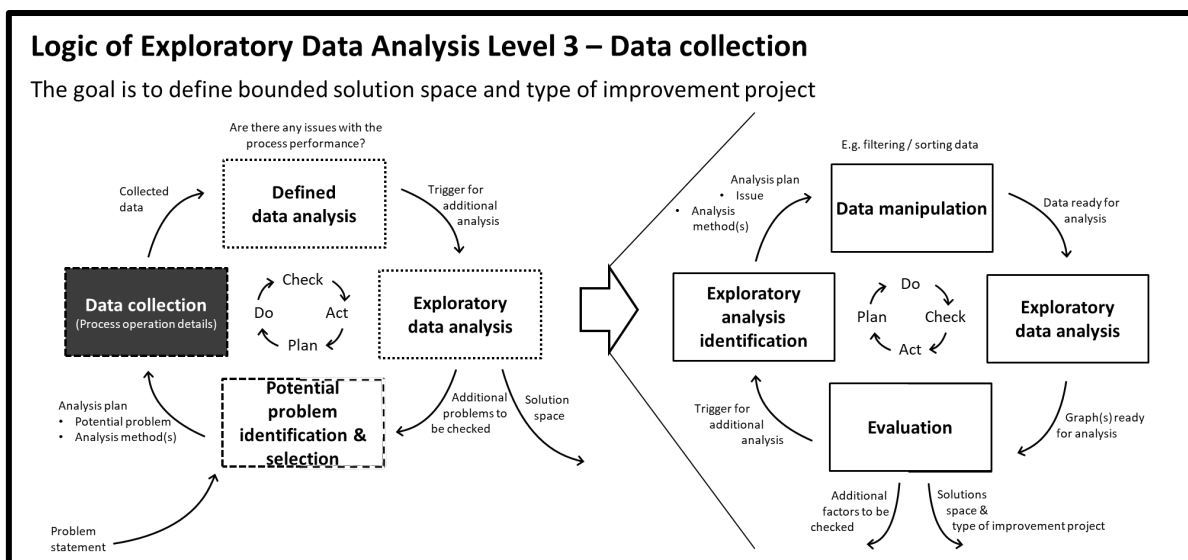 Logic of Exploratory Data Analysis Level 3 – Data collection
The goal is to define bounded solution space and type of improvement project
Are there any issues with the
process performance?
Collected
data
Defined
data analysis
Trigger for
additional
analysis
Data collection
(Process operation details)
Check
Do
Act
Plan
Exploratory
data analysis
Analysis plan
• Potential problem
• Analysis method(s)
Potential
problem
identification &
selection
Additional
problems to
be checked
Solution
space
Problem
statement
E.g. filtering / sorting data
Analysis plan
• Issue
• Analysis
method(s)
Data manipulation
Data ready for
analysis
Exploratory
analysis
identification
Do
Plan
Check
Act
Exploratory
data analysis
Trigger for
additional
analysis
Evaluation
Graph(s) ready
for analysis
Additional
factors to be
checked
Solutions
space &
type of improvement project